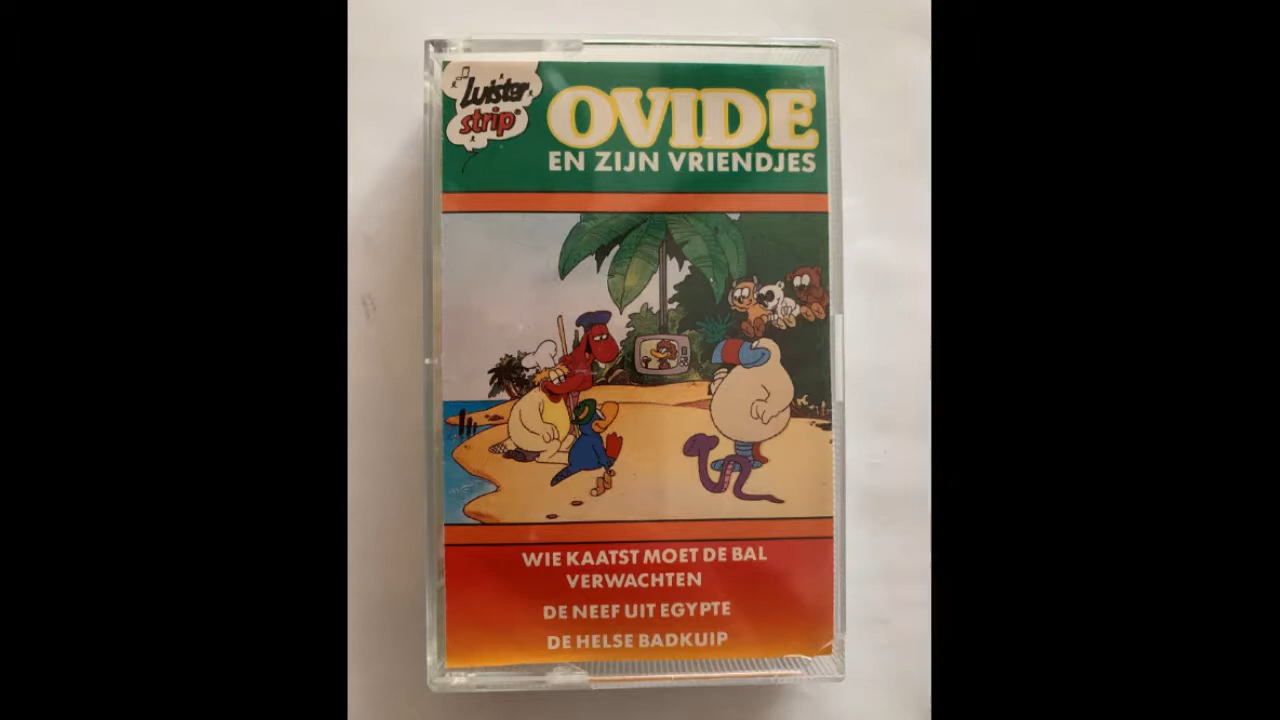 Luister
strip®
OVIDE
EN ZIJN VRIENDJES
WIE KAATST MOET DE BAL
VERWACHTEN
DE NEEF UIT EGYPTE
DE HELSE BADKUIP